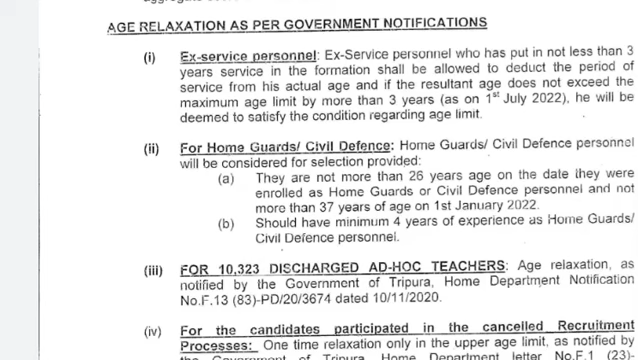 AGE RELAXATION AS PER GOVERNMENT NOTIFICATIONS
(i) Ex-service personnel: Ex-Service personnel who has put in not less than 3
years service in the formation shall be allowed to deduct the period of
service from his actual age and if the resultant age does not exceed the
maximum age limit by more than 3 years (as on 1st July 2022), he will be
deemed to satisfy the condition regarding age limit.
(ii) For Home Guards/ Civil Defence: Home Guards/ Civil Defence personnel
will be considered for selection provided:
(a) They are not more than 26 years age on the date they were
enrolled as Home Guards or Civil Defence personnel and not
more than 37 years of age on 1st January 2022.
(b) Should have minimum 4 years of experience as Home Guards/
Civil Defence personnel.
(iii) FOR 10,323 DISCHARGED AD-HOC TEACHERS: Age relaxation, as
notified by the Government of Tripura, Home Department Notification
No.F.13 (83)-PD/20/3674 dated 10/11/2020.
(iv) For the candidates participated in the cancelled Recruitment
Processes: One time relaxation only in the upper age limit, as notified by
the Government of Tripura, Home Department letter No.F.1 (23)-